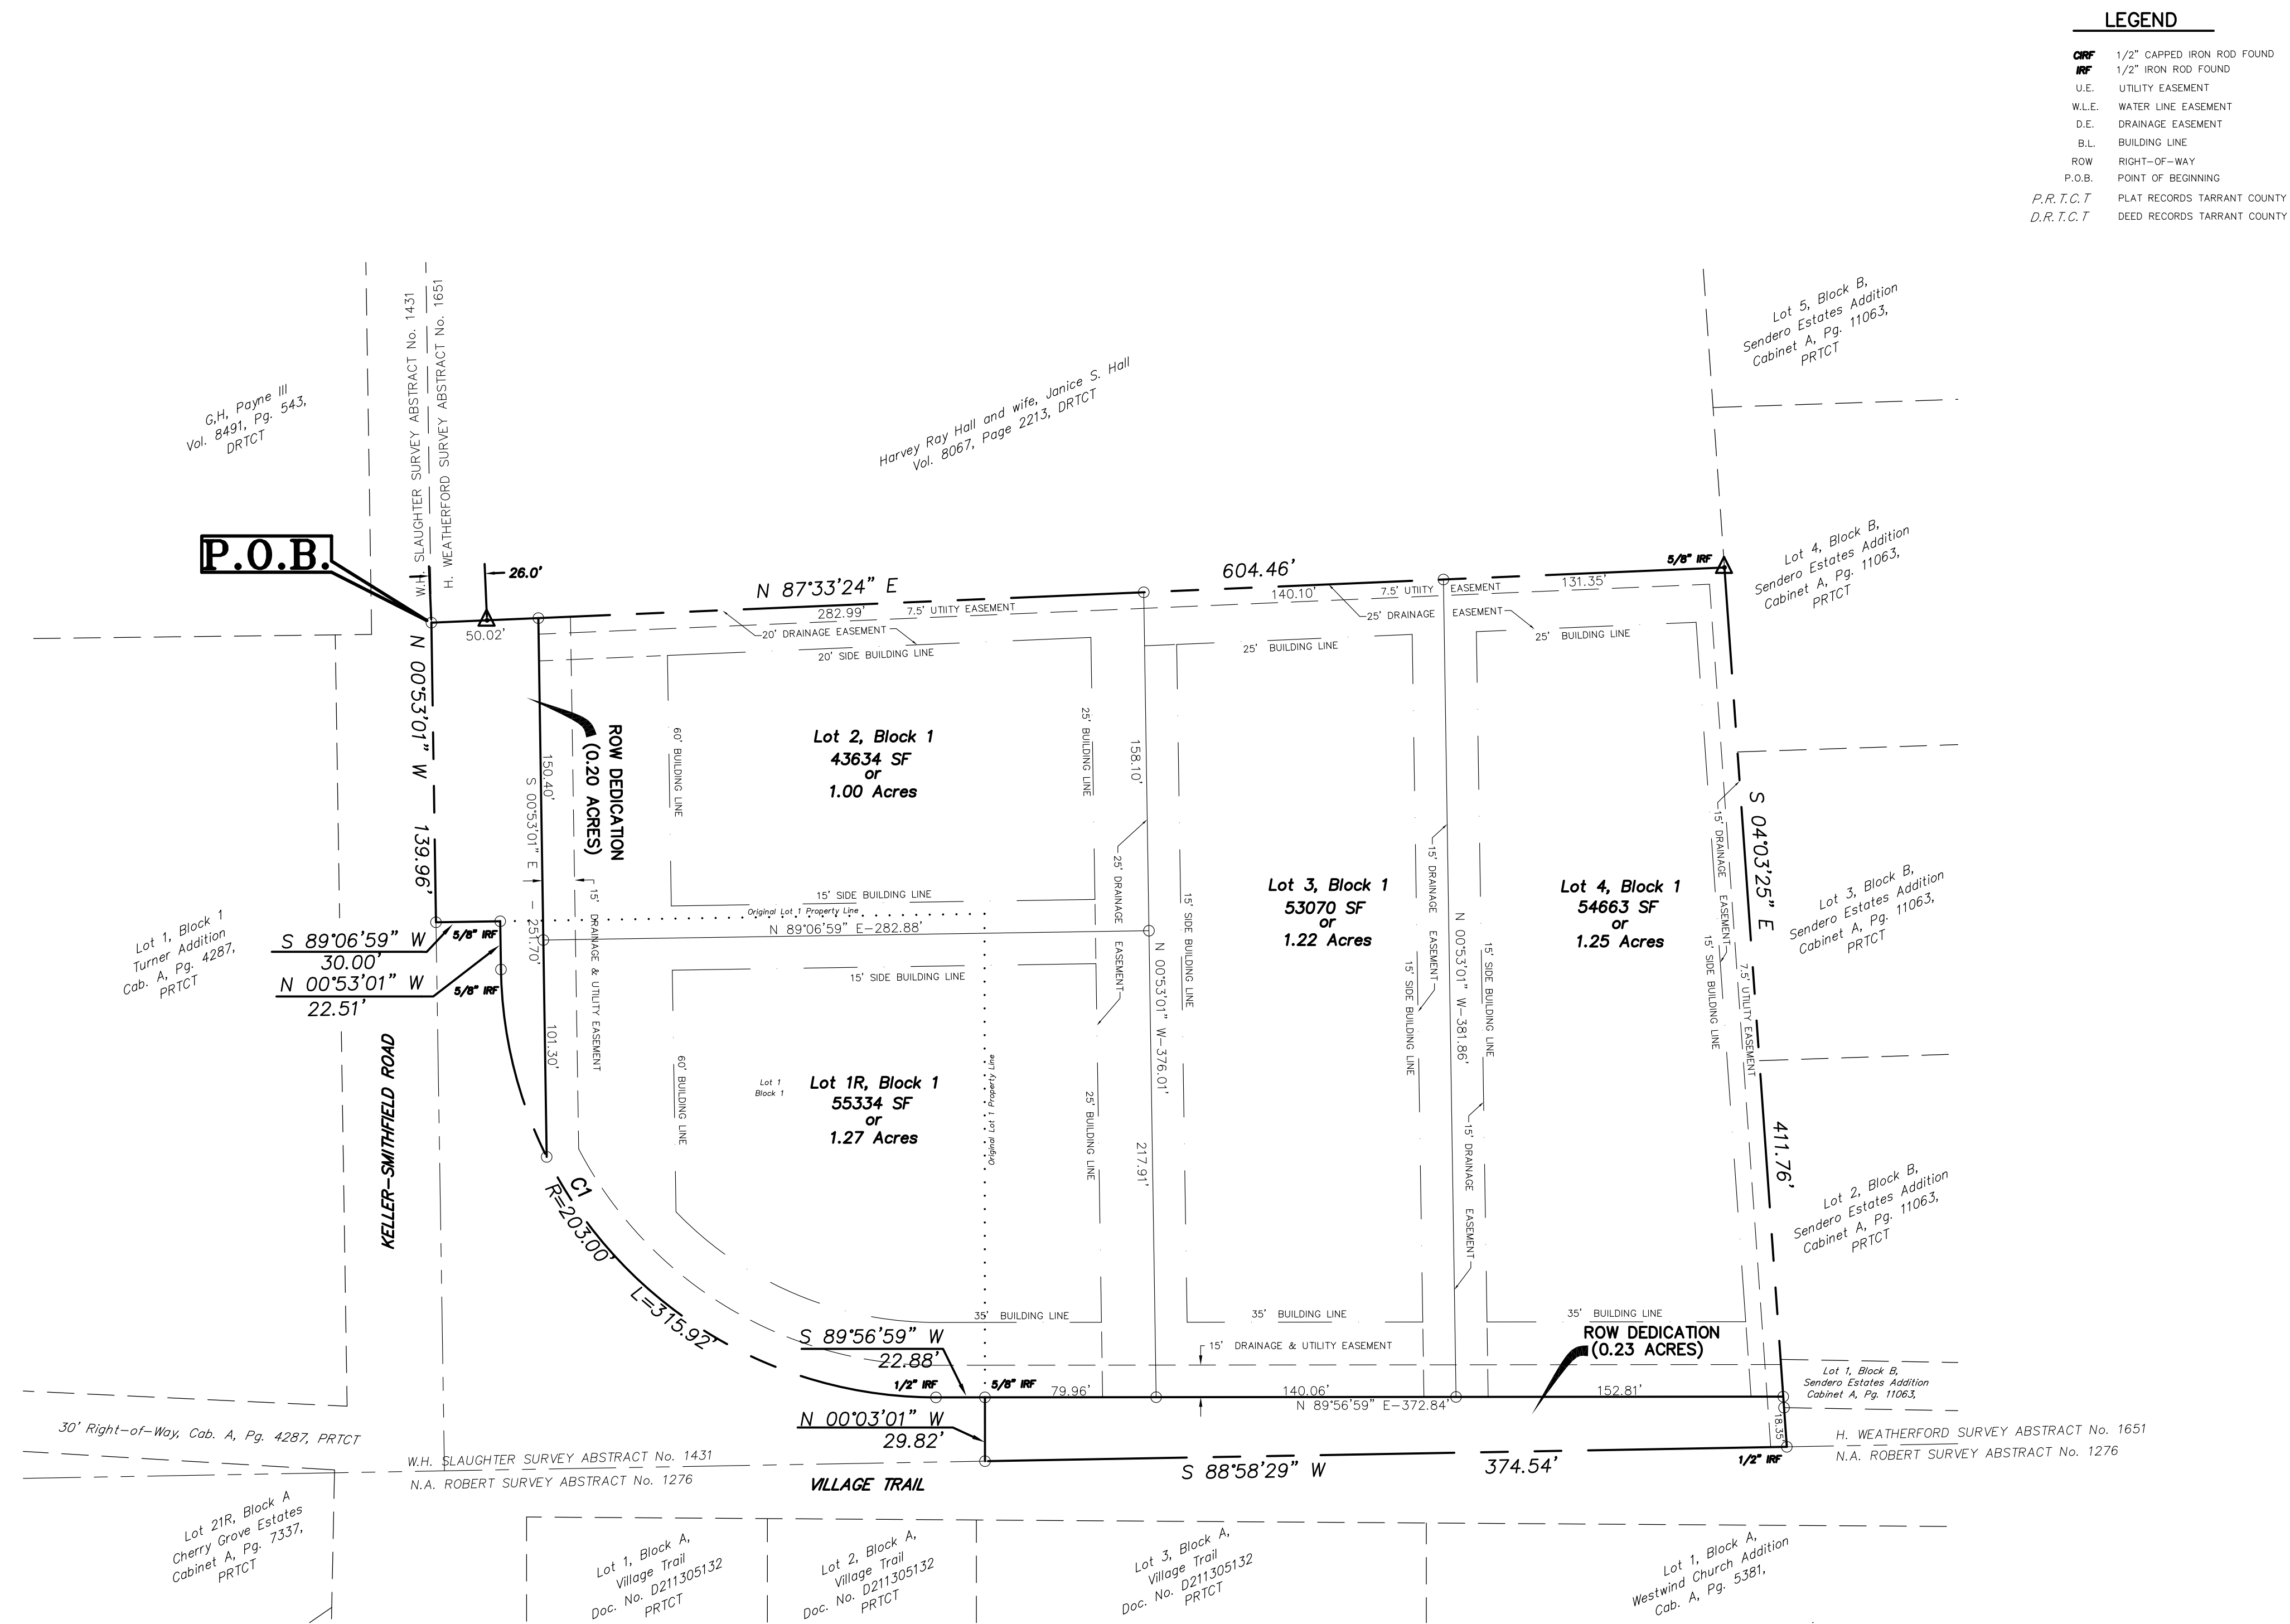 LEGEND
CIRF 1/2" CAPPED IRON ROD FOUND
IRF 1/2" IRON ROD FOUND
U.E. UTILITY EASEMENT
W.L.E. WATER LINE EASEMENT
D.E. DRAINAGE EASEMENT
B.L. BUILDING LINE
ROW RIGHT-OF-WAY
P.O.B. POINT OF BEGINNING
P.R.T.C.T PLAT RECORDS TARRANT COUNTY
D.R.T.C.T DEED RECORDS TARRANT COUNTY
W.H. SLAUGHTER SURVEY ABSTRACT No. 1431
H. WEATHERFORD SURVEY ABSTRACT No. 1651
G,H, Payne III
Vol. 8491, Pg. 543,
DRTCT
Harvey Ray Hall and wife, Janice S. Hall
Vol. 8067, Page 2213, DRTCT
Lot 5, Block B,
Sendero Estates Addition
Cabinet A, Pg. 11063,
PRTCT
Lot 4, Block B,
Sendero Estates Addition
Cabinet A, Pg. 11063,
PRTCT
P.O.B.
26.0'
50.02'
N 87°33'24" E
604.46'
5/8" IRF
282.99'
7.5' UTIITY EASEMENT
140.10'
7.5' UTIITY EASEMENT
131.35'
20' DRAINAGE EASEMENT
20' SIDE BUILDING LINE
25' DRAINAGE EASEMENT
25' BUILDING LINE
25' BUILDING LINE
N 00°53'01" W 139.96'
ROW DEDICATION
(0.20 ACRES)
150.40'
S 00°53'01" E - 251.70'
101.30'
15' DRAINAGE & UTILITY EASEMENT
60' BUILDING LINE
Lot 2, Block 1
43634 SF
or
1.00 Acres
25' BUILDING LINE
158.10'
25' DRAINAGE EASEMENT
15' SIDE BUILDING LINE
Original Lot 1 Property Line
N 89°06'59" E-282.88'
15' SIDE BUILDING LINE
15' SIDE BUILDING LINE
N 00°53'01" W-376.01'
Lot 3, Block 1
53070 SF
or
1.22 Acres
15' DRAINAGE EASEMENT
15' SIDE BUILDING LINE
N 00°53'01" W-381.86'
15' SIDE BUILDING LINE
15' DRAINAGE EASEMENT
Lot 4, Block 1
54663 SF
or
1.25 Acres
15' DRAINAGE EASEMENT
15' SIDE BUILDING LINE
7.5' UTILITY EASEMENT
S 04°03'25" E
411.76'
Lot 3, Block B,
Sendero Estates Addition
Cabinet A, Pg. 11063,
PRTCT
Lot 2, Block B,
Sendero Estates Addition
Cabinet A, Pg. 11063,
PRTCT
Lot 1, Block 1
Turner Addition
Cab. A, Pg. 4287,
PRTCT
S 89°06'59" W
30.00'
5/8" IRF
N 00°53'01" W
22.51'
5/8" IRF
KELLER-SMITHFIELD ROAD
60' BUILDING LINE
Lot 1
Block 1
Lot 1R, Block 1
55334 SF
or
1.27 Acres
Original Lot 1 Property Line
25' BUILDING LINE
217.91'
C1
R=203.00'
L=315.92'
35' BUILDING LINE
35' BUILDING LINE
35' BUILDING LINE
S 89°56'59" W
22.88'
1/2" IRF
5/8" IRF
15' DRAINAGE & UTILITY EASEMENT
ROW DEDICATION
(0.23 ACRES)
79.96'
140.06'
152.81'
N 89°56'59" E-372.84'
18.35'
N 00°03'01" W
29.82'
S 88°58'29" W
374.54'
1/2" IRF
Lot 1, Block B,
Sendero Estates Addition
Cabinet A, Pg. 11063,
H. WEATHERFORD SURVEY ABSTRACT No. 1651
N.A. ROBERT SURVEY ABSTRACT No. 1276
30' Right-of-Way, Cab. A, Pg. 4287, PRTCT
W.H. SLAUGHTER SURVEY ABSTRACT No. 1431
N.A. ROBERT SURVEY ABSTRACT No. 1276
VILLAGE TRAIL
Lot 21R, Block A
Cherry Grove Estates
Cabinet A, Pg. 7337,
PRTCT
Lot 1, Block A,
Village Trail
Doc. No. D211305132
PRTCT
Lot 2, Block A,
Village Trail
Doc. No. D211305132
PRTCT
Lot 3, Block A,
Village Trail
Doc. No. D211305132
PRTCT
Lot 1, Block A,
Westwind Church Addition
Cab. A, Pg. 5381,